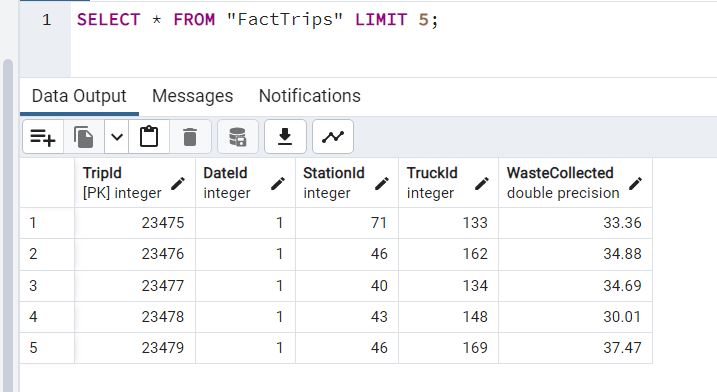 1 SELECT * FROM "FactTrips" LIMIT 5;
Data Output Messages Notifications
TripId DateId StationId TruckId WasteCollected
[PK] integer integer integer integer double precision
1 23475 1 71 133 33.36
2 23476 1 46 162 34.88
3 23477 1 40 134 34.69
4 23478 1 43 148 30.01
5 23479 1 46 169 37.47